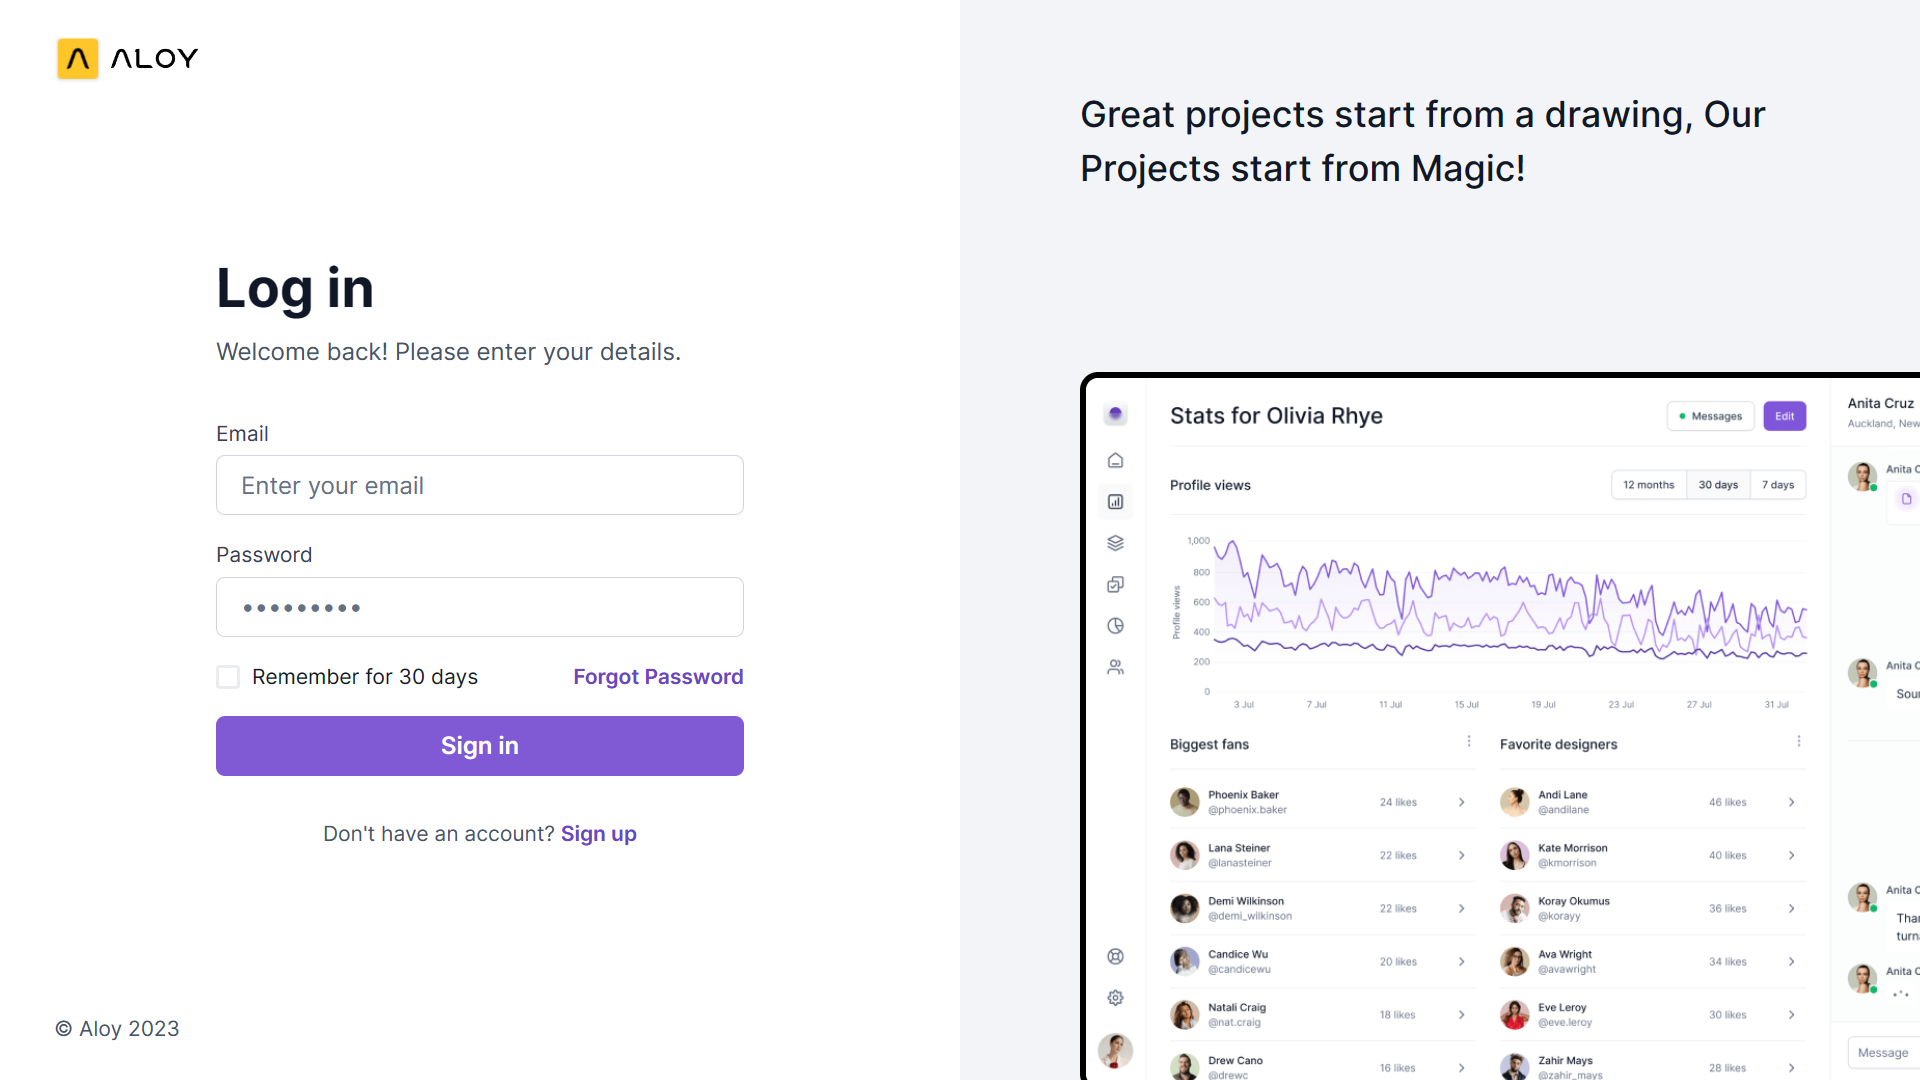 ALOY
Log in
Welcome back! Please enter your details.
Email
Enter your email
Password
Remember for 30 days
Forgot Password
Sign in
Don't have an account? Sign up
© Aloy 2023
Great projects start from a drawing, Our
Projects start from Magic!
Stats for Olivia Rhye
Messages
Edit
Profile views
12 months
30 days
7 days
Profile views
1,000
800
600
400
200
0
3 Jul
7 Jul
11 Jul
15 Jul
19 Jul
23 Jul
27 Jul
31 Jul
Biggest fans
Phoenix Baker
@phoenix.baker
24 likes
Lana Steiner
@lanasteiner
22 likes
Demi Wilkinson
@demi_wilkinson
22 likes
Candice Wu
@candicewu
20 likes
Natali Craig
@nat.craig
18 likes
Drew Cano
@drewc
16 likes
Favorite designers
Andi Lane
@andilane
46 likes
Kate Morrison
@kmorrison
40 likes
Koray Okumus
@korayy
36 likes
Ava Wright
@avawright
34 likes
Eve Leroy
@eve.leroy
30 likes
Zahir Mays
@zahir_mays
28 likes
Anita Cruz
Auckland, New
Anita C
Anita C
Sour
Anita C
Than
turn
Anita C
Message